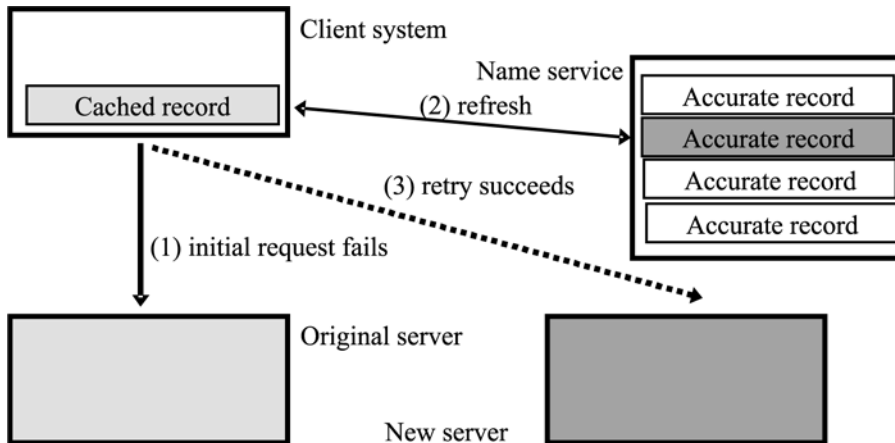 Client system
Name service
Cached record
Accurate record
(2) refresh
Accurate record
(3) retry succeeds
Accurate record
Accurate record
(1) initial request fails
Original server
New server